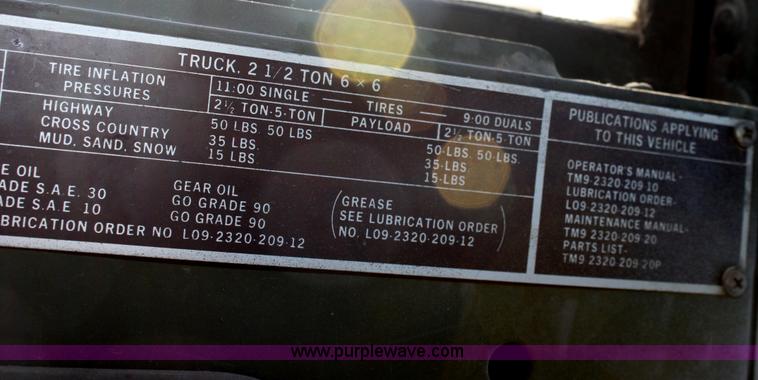 TRUCK, 2 1/2 TON 6 × 6
TIRE INFLATION PRESSURES
11:00 SINGLE — TIRES — 9:00 DUALS
2½ TON-5-TON PAYLOAD 2½ TON-5-TON
HIGHWAY 50 LBS. 50 LBS. 50-LBS. 50-LBS.
CROSS COUNTRY 35 LBS. 35-LBS
MUD, SAND, SNOW 15 LBS. 15-LBS
E OIL GEAR OIL
ADE S.A.E. 30 GO GRADE 90
ADE S.A.E 10 GO GRADE 90
BRICATION ORDER NO L09-2320-209-12
(GREASE
SEE LUBRICATION ORDER
NO. L09-2320-209-12)
PUBLICATIONS APPLYING
TO THIS VEHICLE
OPERATOR'S MANUAL-
TM9-2320-209 10
LUBRICATION ORDER-
L09-2320-209-12
MAINTENANCE MANUAL-
TM9 2320-209-20
PARTS LIST-
TM9 2320-209-20P
www.purplewave.com